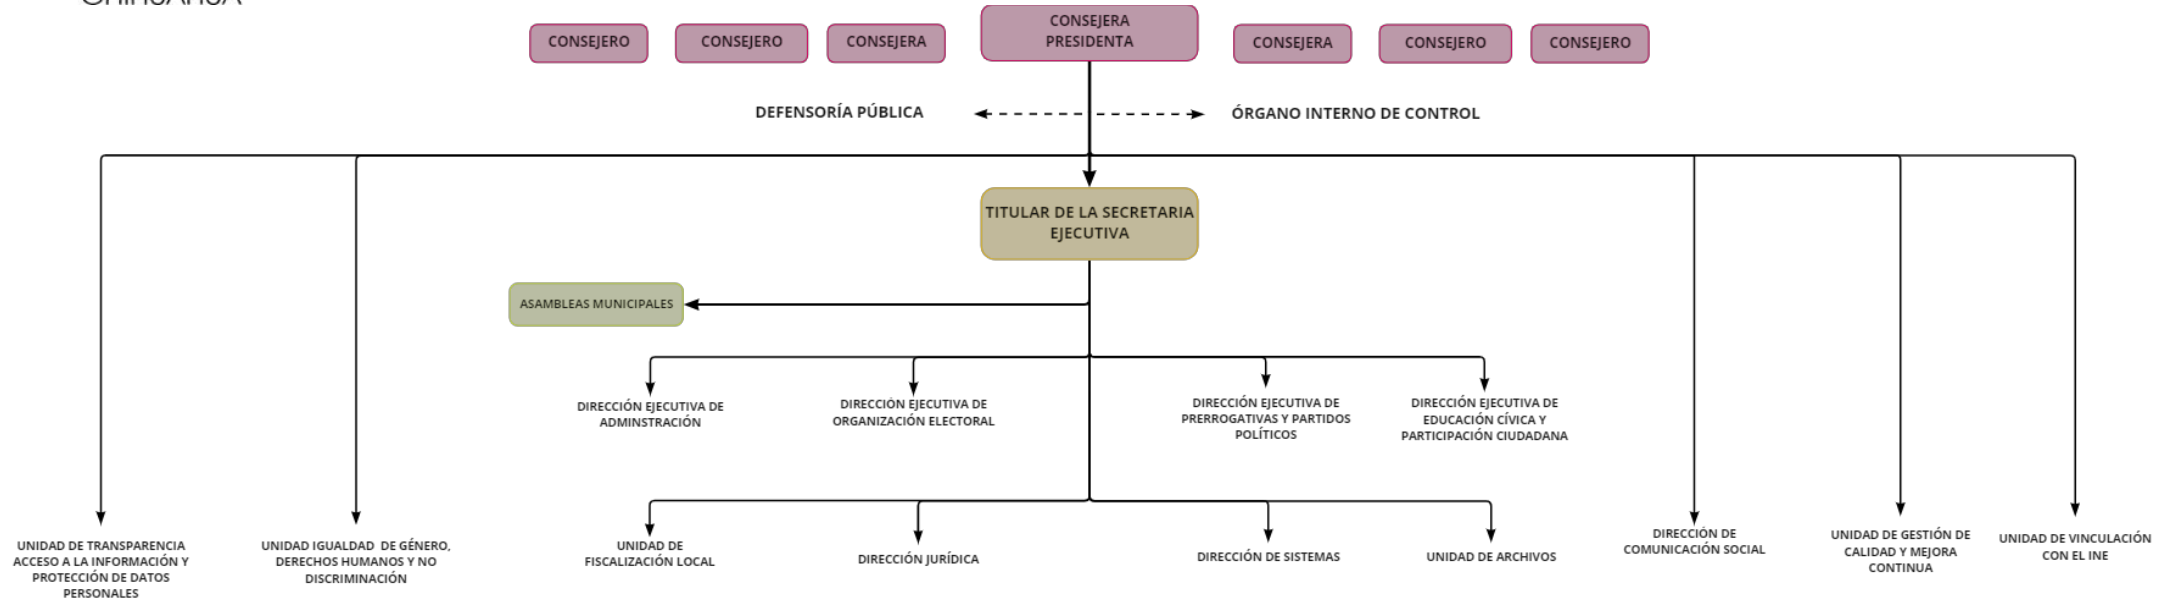 CHIHUAHUA
CONSEJERO
CONSEJERO
CONSEJERA
CONSEJERA
PRESIDENTA
CONSEJERA
CONSEJERO
CONSEJERO
DEFENSORÍA PÚBLICA
ÓRGANO INTERNO DE CONTROL
TITULAR DE LA SECRETARIA
EJECUTIVA
ASAMBLEAS MUNICIPALES
DIRECCIÓN EJECUTIVA DE
ADMINSTRACIÓN
DIRECCIÓN EJECUTIVA DE
ORGANIZACIÓN ELECTORAL
DIRECCIÓN EJECUTIVA DE
PRERROGATIVAS Y PARTIDOS
POLÍTICOS
DIRECCIÓN EJECUTIVA DE
EDUCACIÓN CÍVICA Y
PARTICIPACIÓN CIUDADANA
UNIDAD DE TRANSPARENCIA
ACCESO A LA INFORMACIÓN Y
PROTECCIÓN DE DATOS
PERSONALES
UNIDAD IGUALDAD DE GÉNERO,
DERECHOS HUMANOS Y NO
DISCRIMINACIÓN
UNIDAD DE
FISCALIZACIÓN LOCAL
DIRECCIÓN JURÍDICA
DIRECCIÓN DE SISTEMAS
UNIDAD DE ARCHIVOS
DIRECCIÓN DE
COMUNICACIÓN SOCIAL
UNIDAD DE GESTIÓN DE
CALIDAD Y MEJORA
CONTINUA
UNIDAD DE VINCULACIÓN
CON EL INE